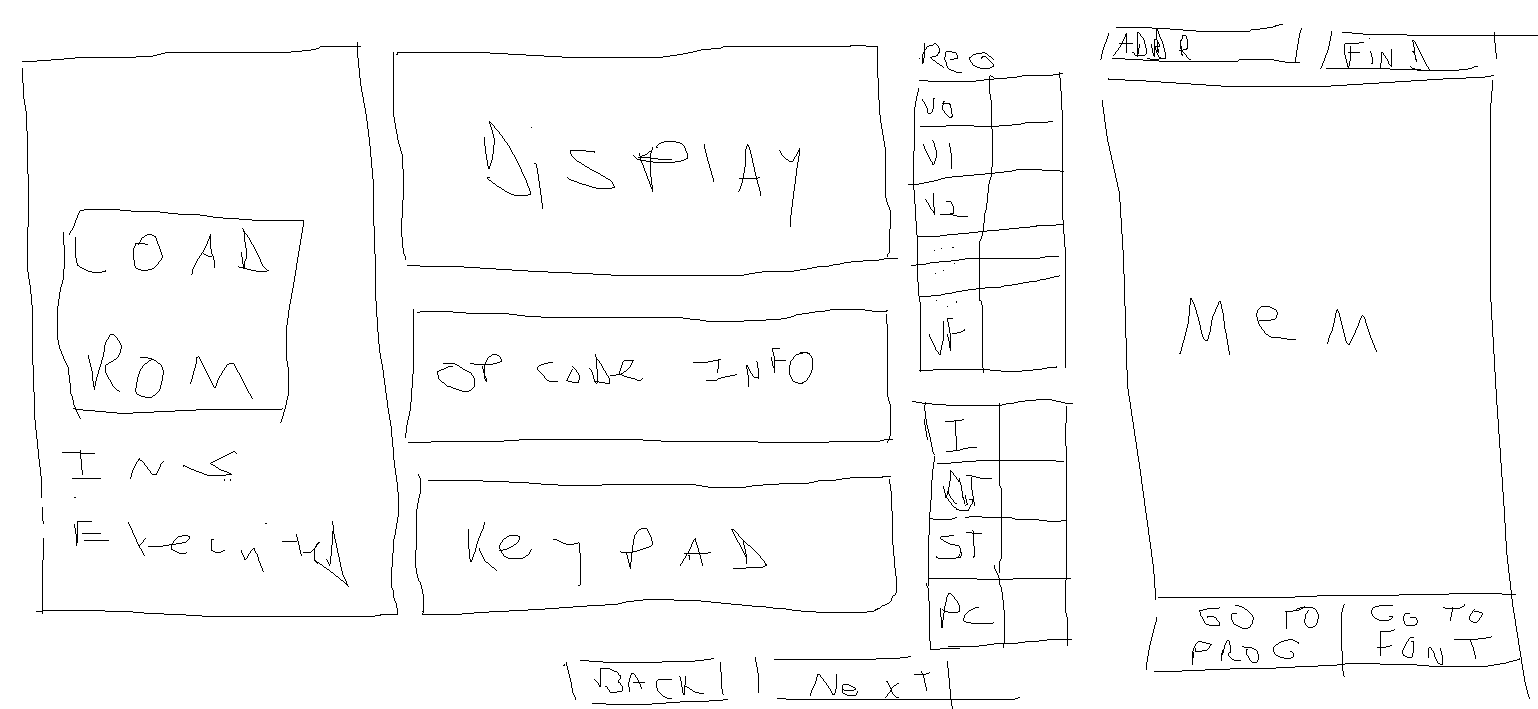 LOAD
ROM
INS
DiSPLAY
OP CODE INFO
KeYPAD
REG
V0
V1
V2
...
...
...
VF
I
DT
ST
PC
ADDR
FiND
MeM
GO TO
PROG
GO TO
FONT
BACK
NexT